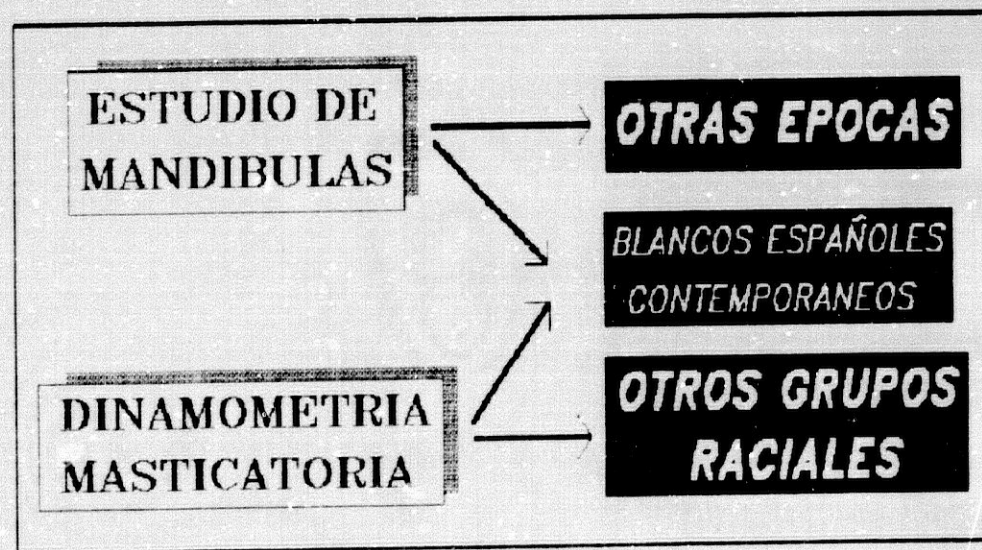 ESTUDIO DE
MANDIBULAS
OTRAS EPOCAS
BLANCOS ESPAÑOLES
CONTEMPORANEOS
DINAMOMETRIA
MASTICATORIA
OTROS GRUPOS
RACIALES